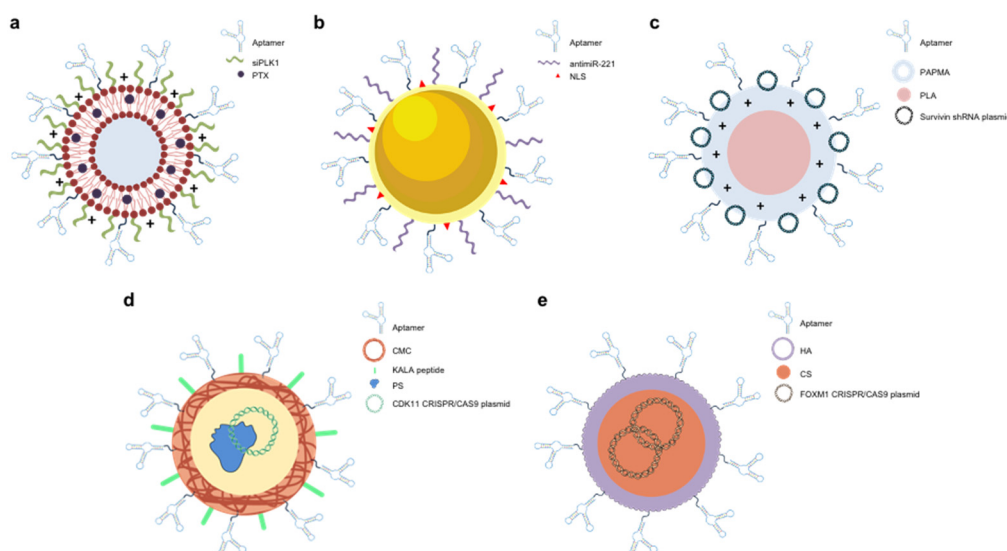 a
Aptamer
siPLK1
PTX
+ + + + + + + + + +
b
Aptamer
antimiR-221
NLS
c
Aptamer
PAPMA
PLA
Survivin shRNA plasmi
+ + + + + + + +
d
Aptamer
CMC
KALA peptide
PS
CDK11 CRISPR/CAS9 plasmid
e
Aptamer
HA
CS
FOXM1 CRISPR/CAS9 plasmid